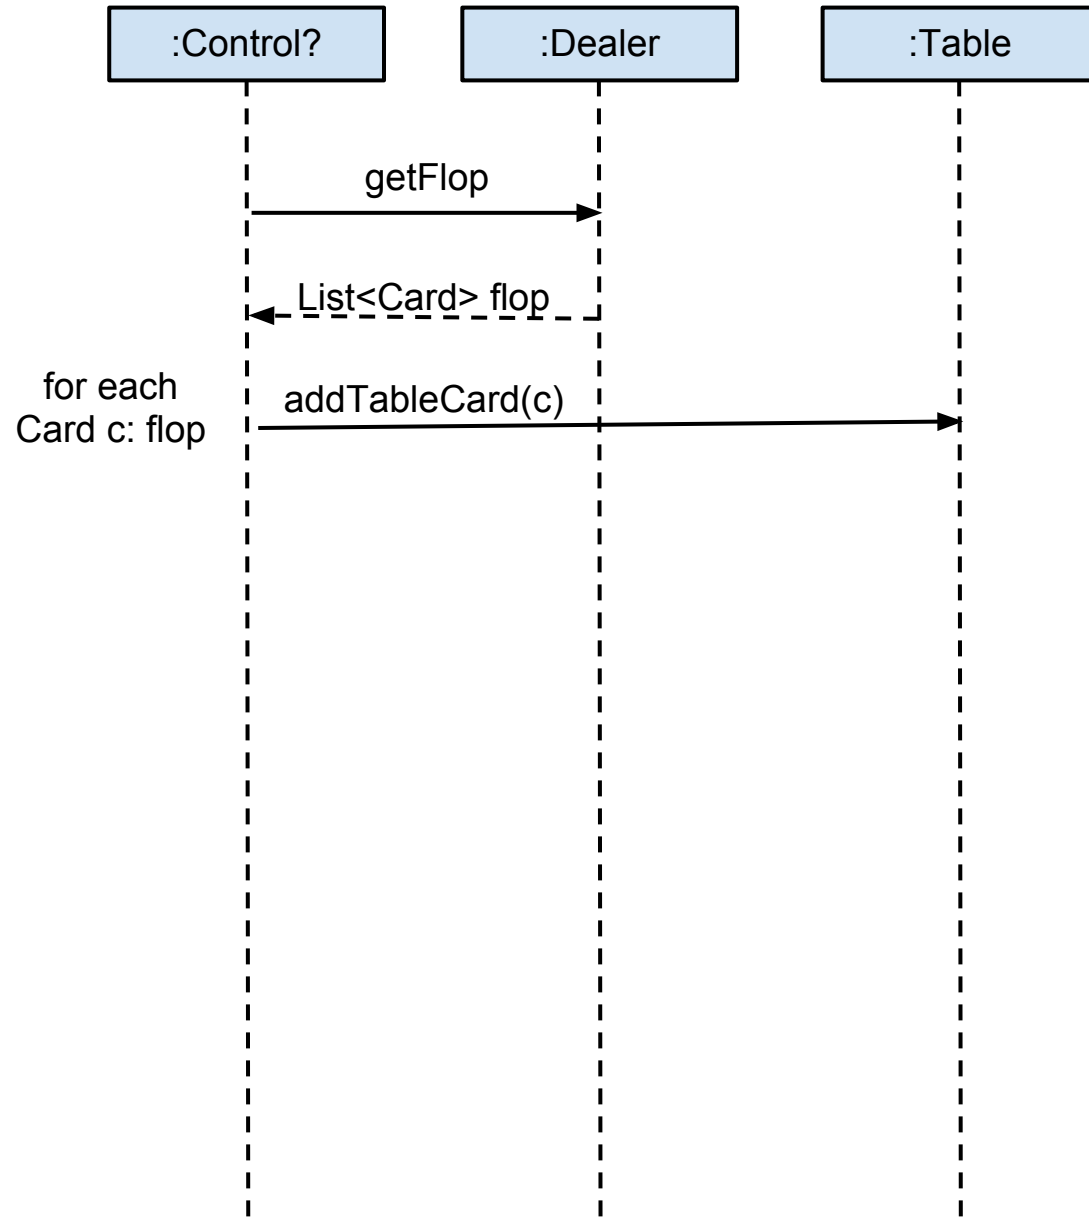 :Control?
:Dealer
:Table
getFlop
List<Card> flop
for each
Card c: flop
addTableCard(c)